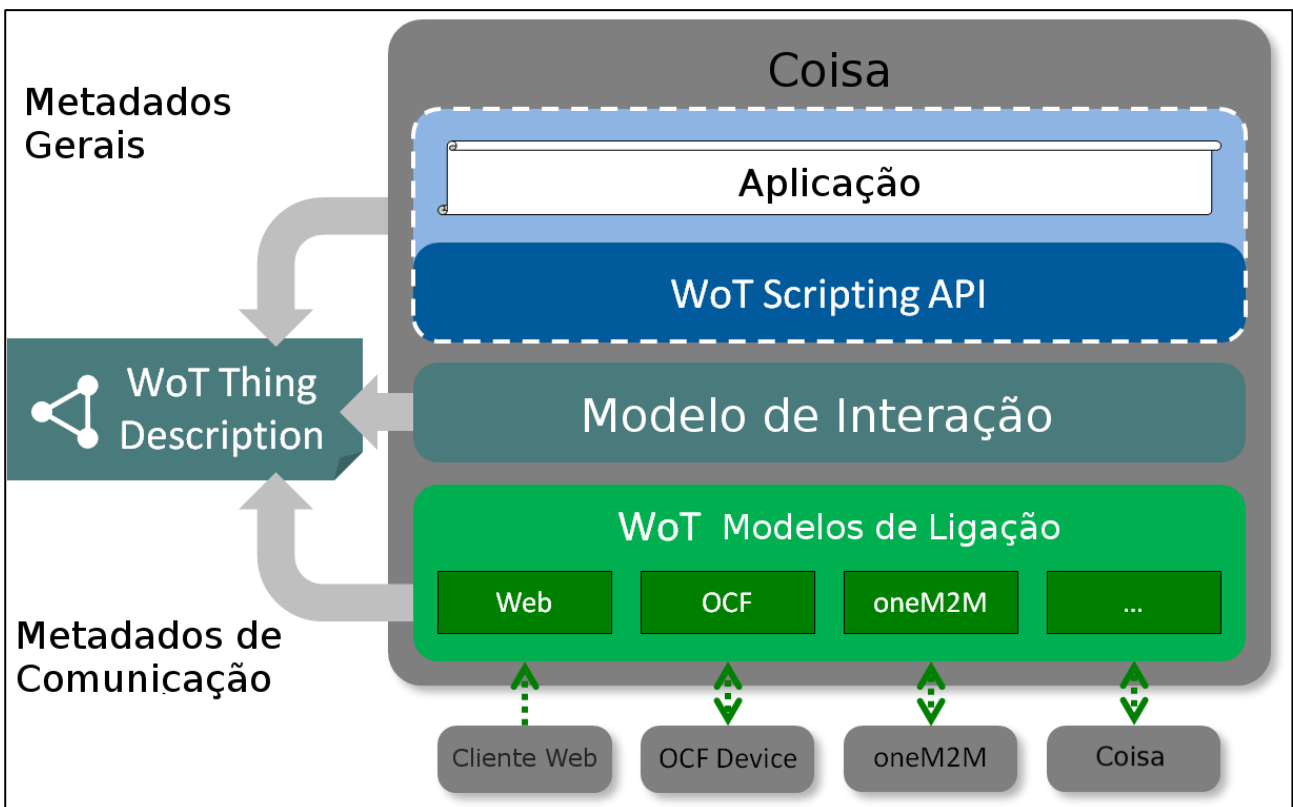 Coisa
Metadados
Gerais
Aplicação
WoT Scripting API
WoT Thing
Description
Modelo de Interação
WoT Modelos de Ligação
Web
OCF
oneM2M
...
Metadados de
Comunicação
Cliente Web
OCF Device
oneM2M
Coisa